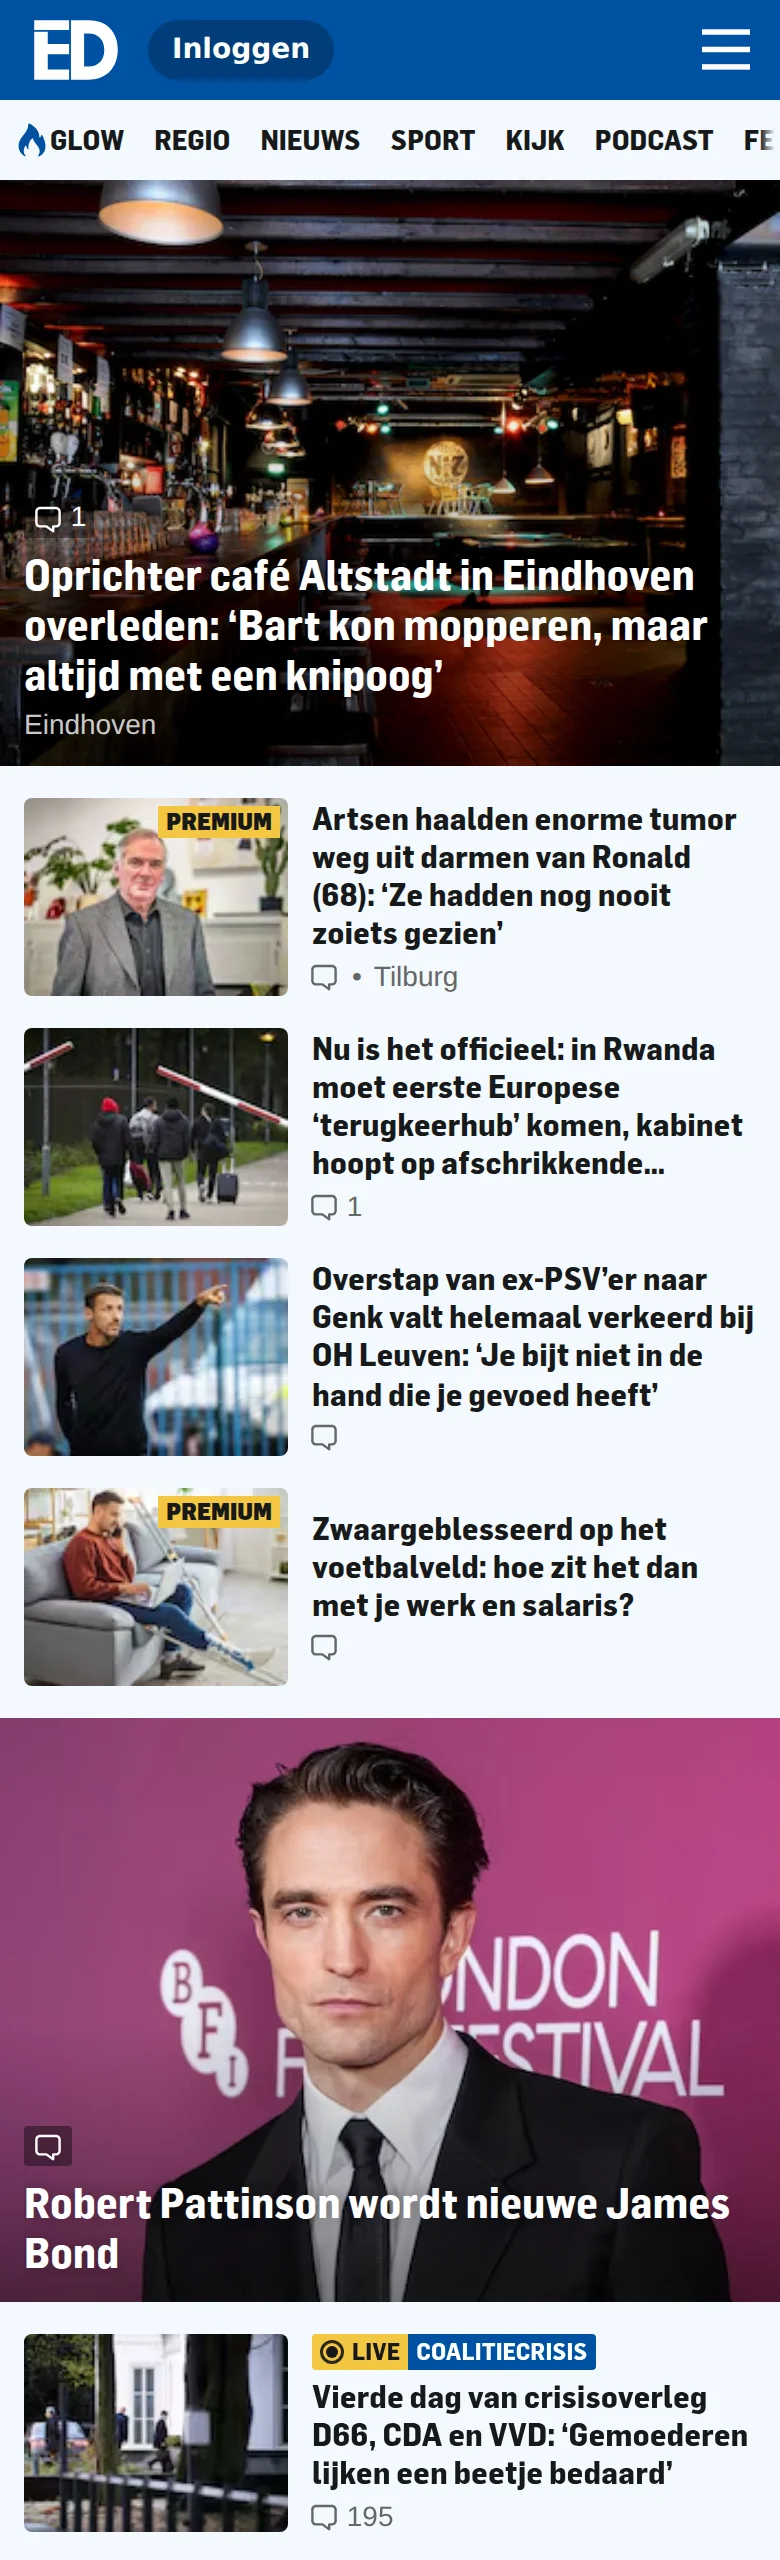 ED
Inloggen
GLOW REGIO NIEUWS SPORT KIJK PODCAST FE
1
Oprichter café Altstadt in Eindhoven
overleden: ‘Bart kon mopperen, maar
altijd met een knipoog’
Eindhoven
PREMIUM
Artsen haalden enorme tumor
weg uit darmen van Ronald
(68): ‘Ze hadden nog nooit
zoiets gezien’
• Tilburg
Nu is het officieel: in Rwanda
moet eerste Europese
‘terugkeerhub’ komen, kabinet
hoopt op afschrikkende...
1
Overstap van ex-PSV’er naar
Genk valt helemaal verkeerd bij
OH Leuven: ‘Je bijt niet in de
hand die je gevoed heeft’
PREMIUM
Zwaargeblesseerd op het
voetbalveld: hoe zit het dan
met je werk en salaris?
BFI
NDON
F ESTIVAL
Robert Pattinson wordt nieuwe James
Bond
LIVE COALITIECRISIS
Vierde dag van crisisoverleg
D66, CDA en VVD: ‘Gemoederen
lijken een beetje bedaard’
195